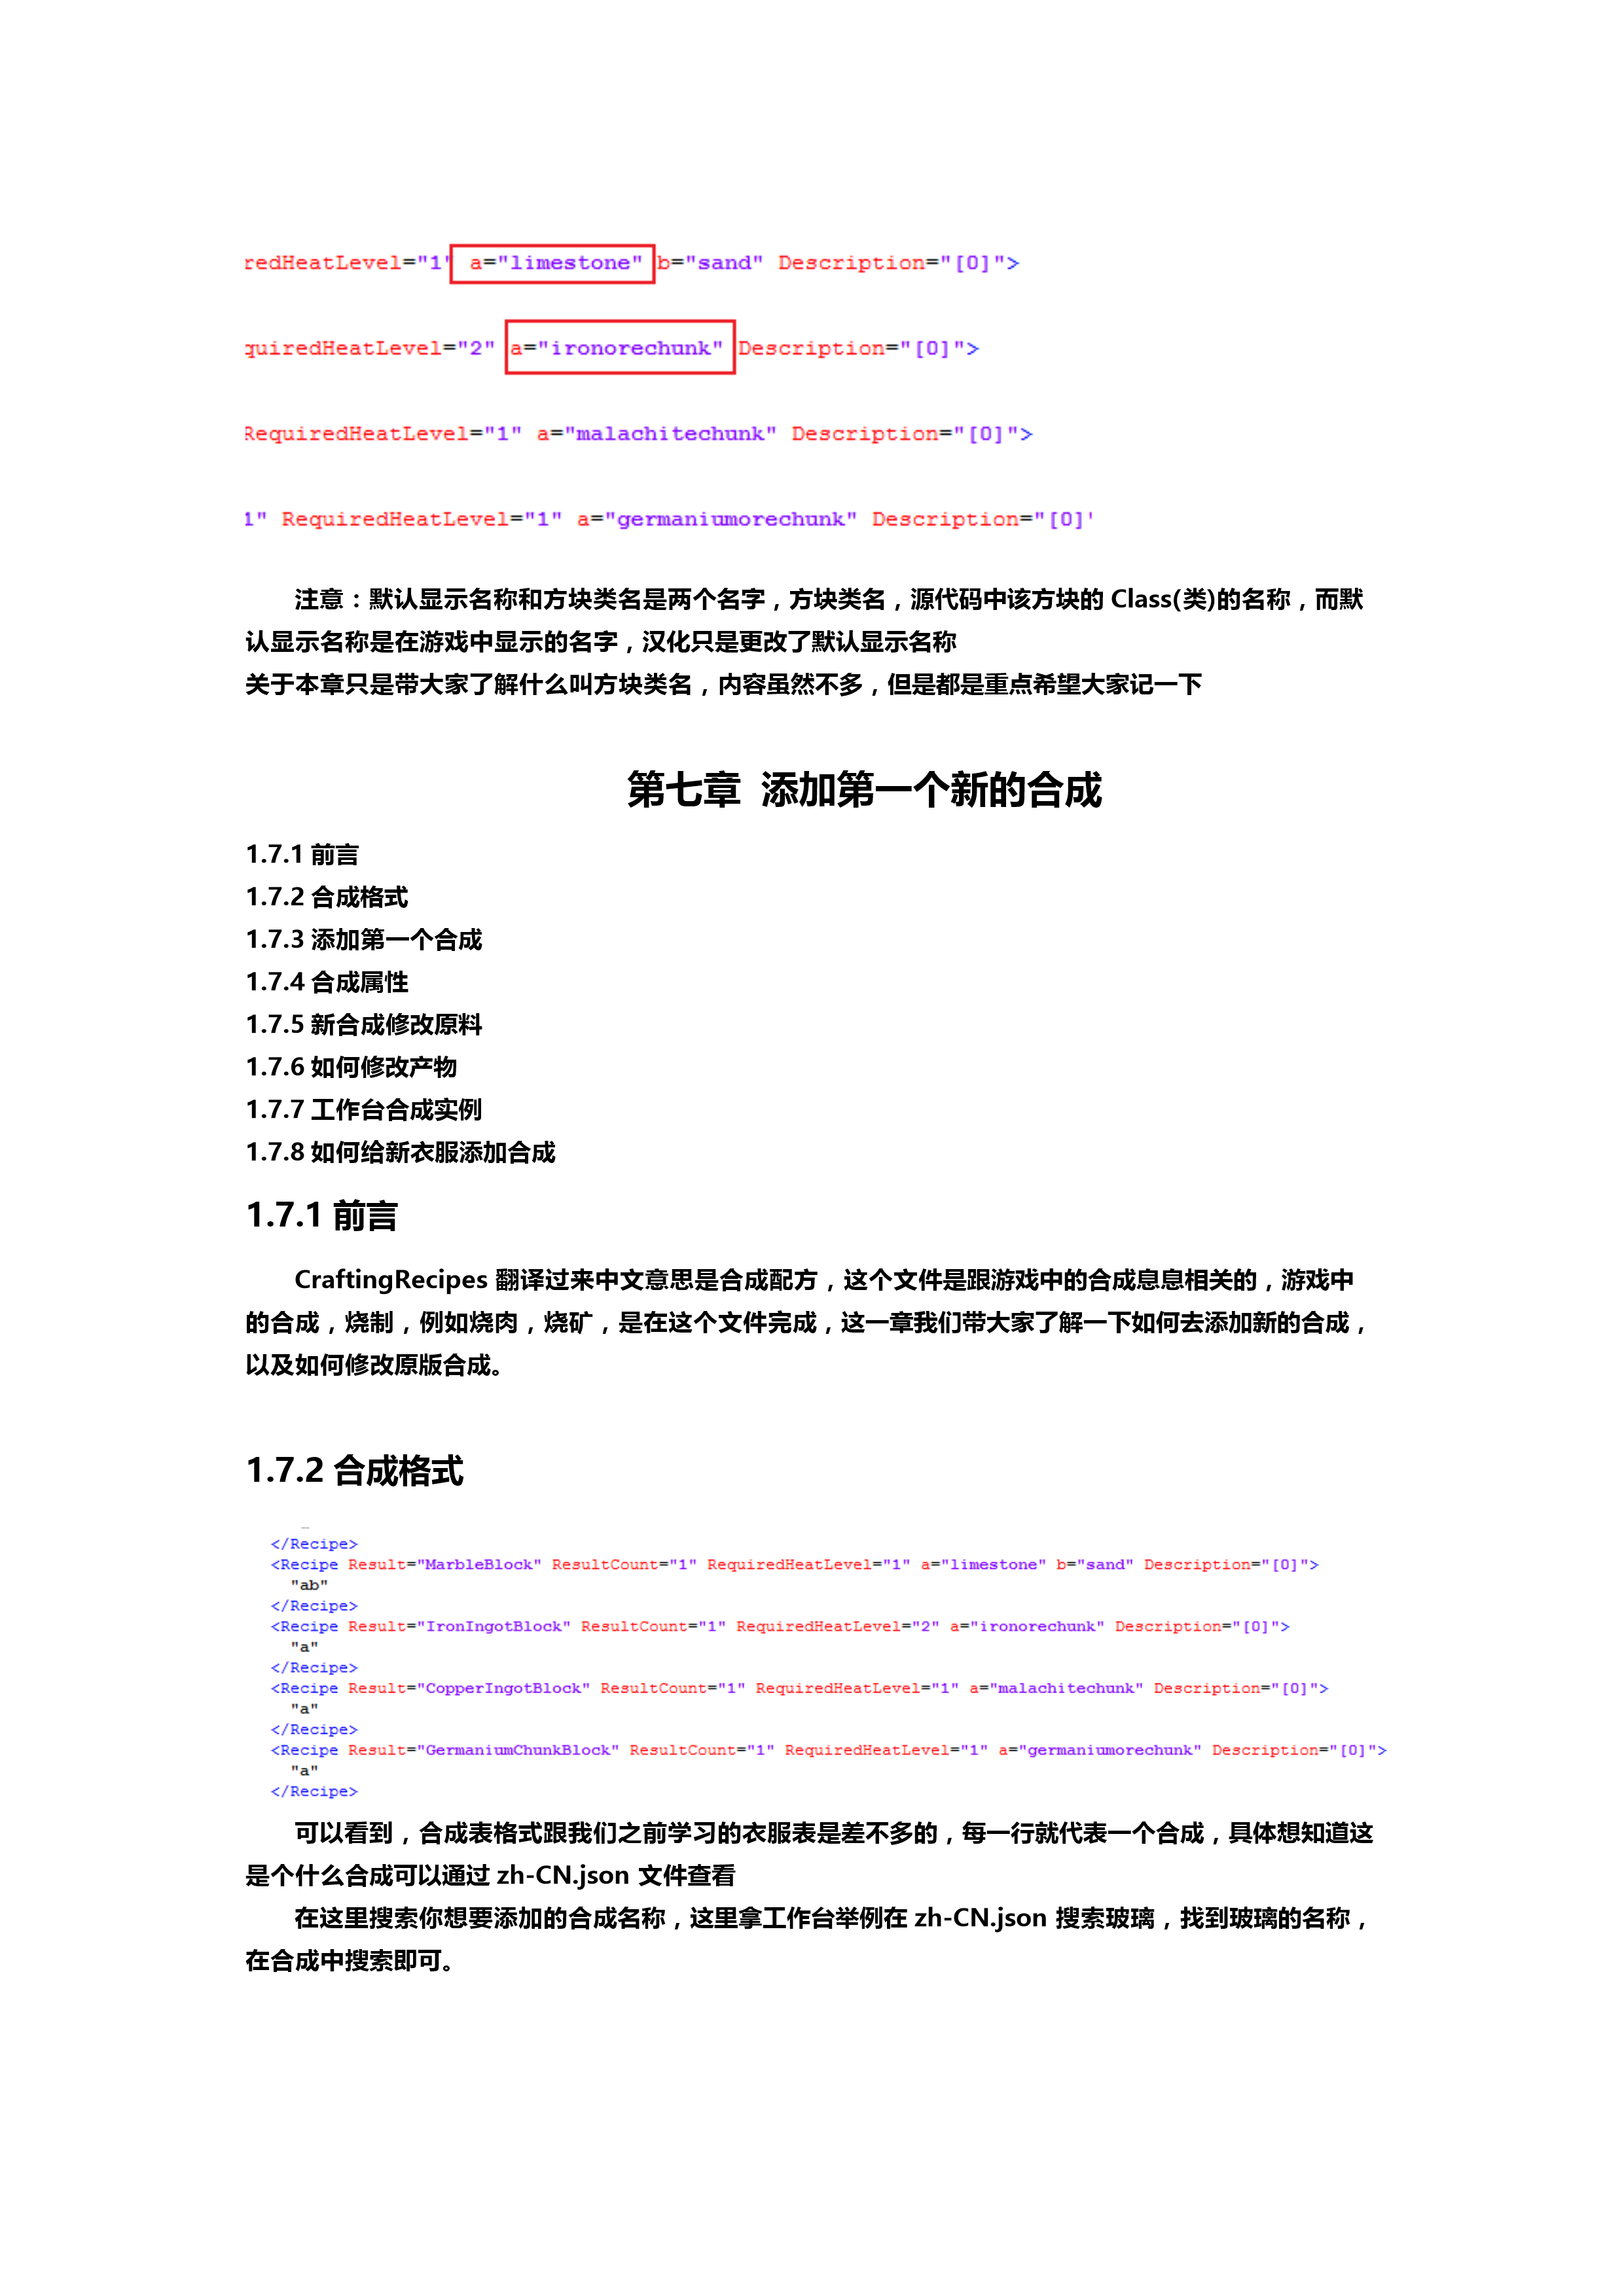 redHeatLevel="1" a="limestone" b="sand" Description="[0]">
quiredHeatLevel="2" a="ironorechunk" Description="[0]">
RequiredHeatLevel="1" a="malachitechunk" Description="[0]">
1" RequiredHeatLevel="1" a="germaniumorechunk" Description="[0]'
注意：默认显示名称和方块类名是两个名字，方块类名，源代码中该方块的 Class(类)的名称，而默
认显示名称是在游戏中显示的名字，汉化只是更改了默认显示名称
关于本章只是带大家了解什么叫方块类名，内容虽然不多，但是都是重点希望大家记一下
第七章 添加第一个新的合成
1.7.1 前言
1.7.2 合成格式
1.7.3 添加第一个合成
1.7.4 合成属性
1.7.5 新合成修改原料
1.7.6 如何修改产物
1.7.7 工作台合成实例
1.7.8 如何给新衣服添加合成
1.7.1 前言
CraftingRecipes 翻译过来中文意思是合成配方，这个文件是跟游戏中的合成息息相关的，游戏中
的合成，烧制，例如烧肉，烧矿，是在这个文件完成，这一章我们带大家了解一下如何去添加新的合成，
以及如何修改原版合成。
1.7.2 合成格式
</Recipe>
<Recipe Result="MarbleBlock" ResultCount="1" RequiredHeatLevel="1" a="limestone" b="sand" Description="[0]">
"ab"
</Recipe>
<Recipe Result="IronIngotBlock" ResultCount="1" RequiredHeatLevel="2" a="ironorechunk" Description="[0]">
"a"
</Recipe>
<Recipe Result="CopperIngotBlock" ResultCount="1" RequiredHeatLevel="1" a="malachitechunk" Description="[0]">
"a"
</Recipe>
<Recipe Result="GermaniumChunkBlock" ResultCount="1" RequiredHeatLevel="1" a="germaniumorechunk" Description="[0]">
"a"
</Recipe>
可以看到，合成表格式跟我们之前学习的衣服表是差不多的，每一行就代表一个合成，具体想知道这
是个什么合成可以通过 zh-CN.json 文件查看
在这里搜索你想要添加的合成名称，这里拿工作台举例在 zh-CN.json 搜索玻璃，找到玻璃的名称，
在合成中搜索即可。